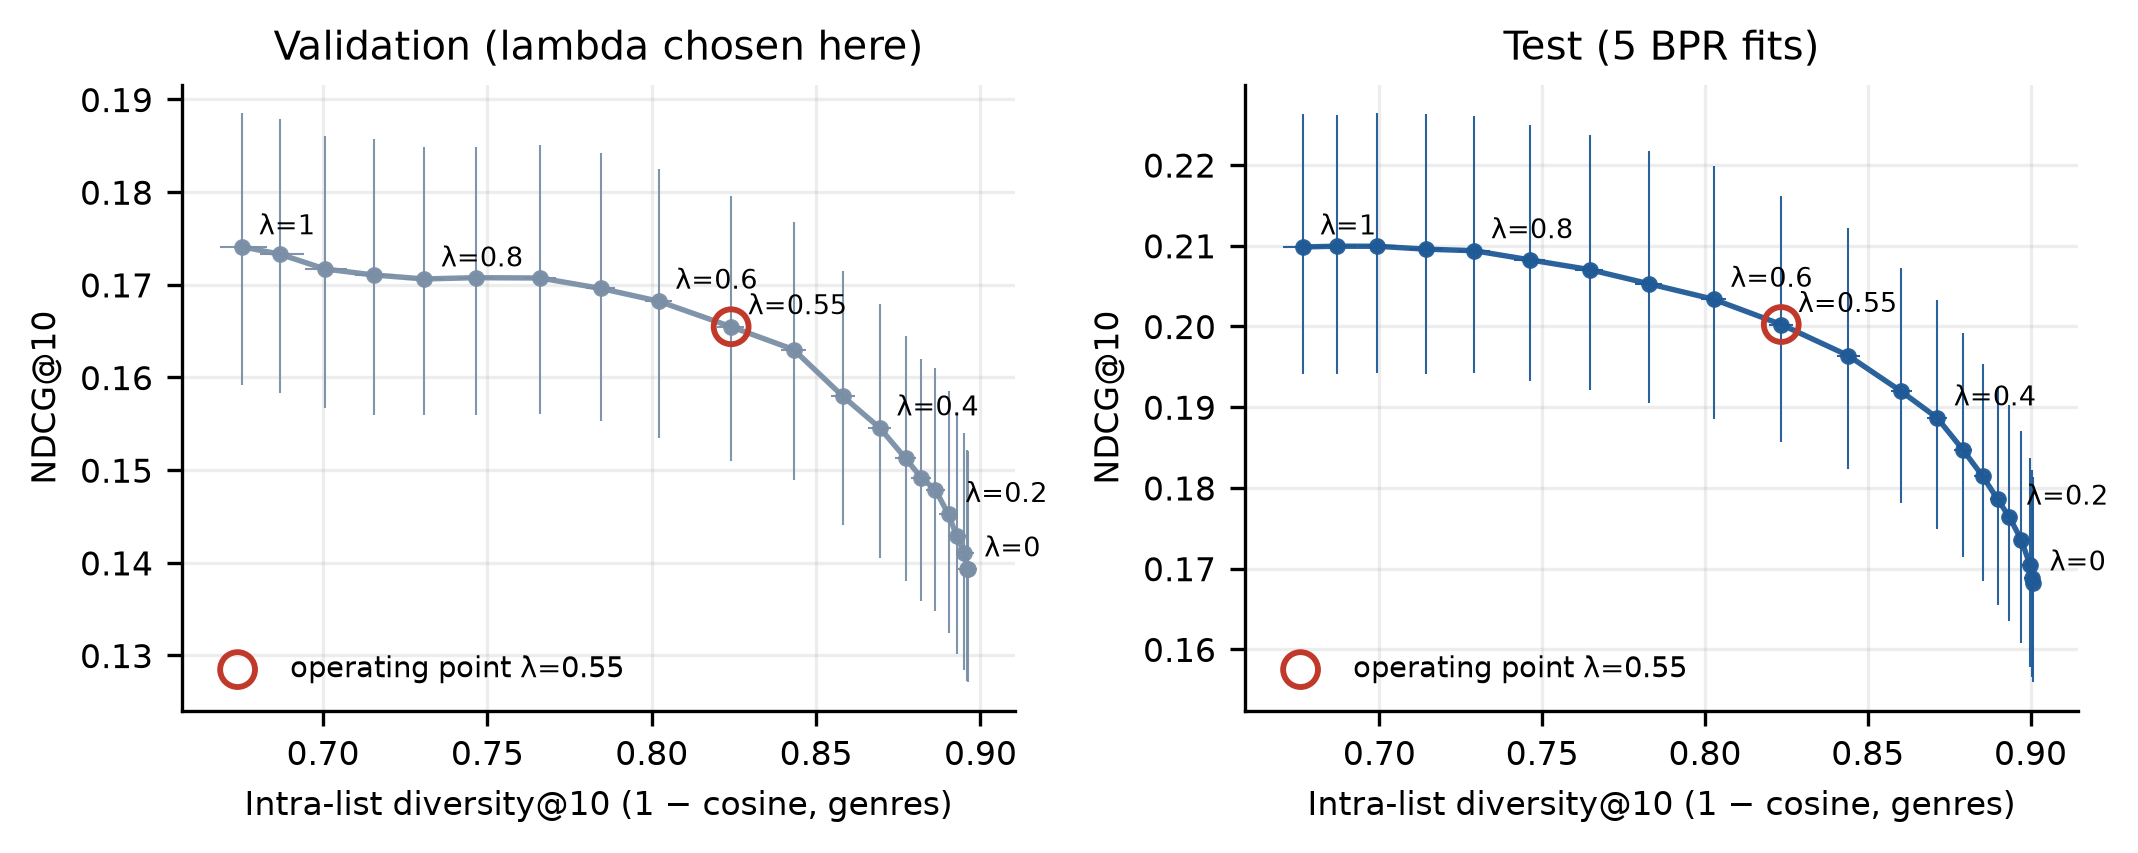 Validation (lambda chosen here)
0.19
0.18
0.17
0.16
0.15
0.14
0.13
NDCG@10
λ=1
λ=0.8
λ=0.6
λ=0.55
λ=0.4
λ=0.2
λ=0
operating point λ=0.55
0.70 0.75 0.80 0.85 0.90
Intra-list diversity@10 (1 − cosine, genres)
Test (5 BPR fits)
0.22
0.21
0.20
0.19
0.18
0.17
0.16
NDCG@10
λ=1
λ=0.8
λ=0.6
λ=0.55
λ=0.4
λ=0.2
λ=0
operating point λ=0.55
0.70 0.75 0.80 0.85 0.90
Intra-list diversity@10 (1 − cosine, genres)